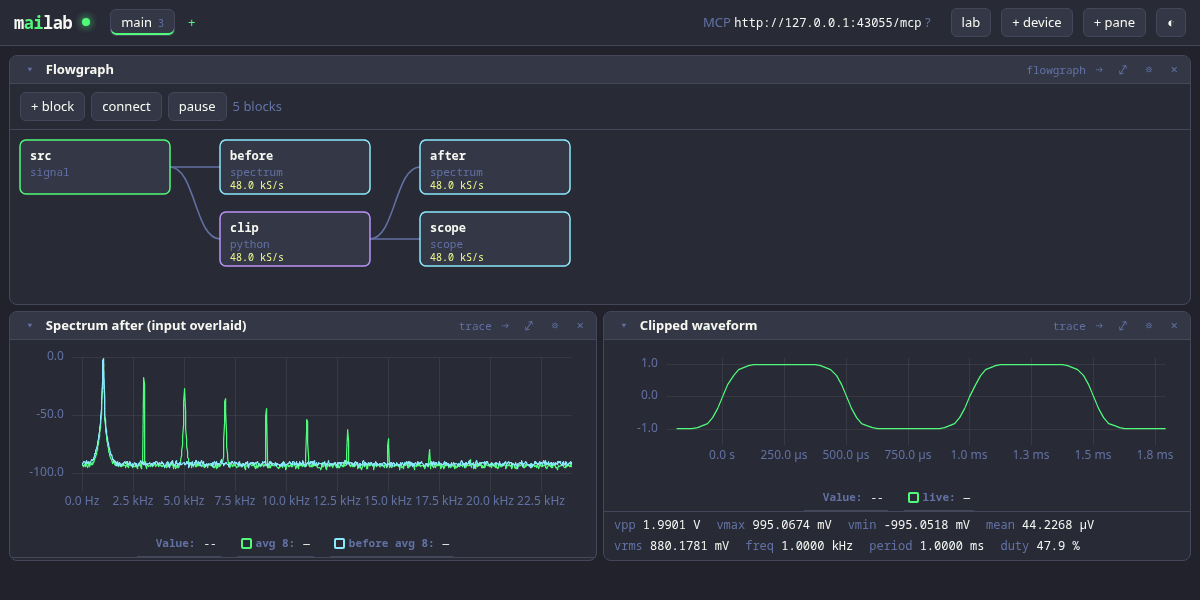 mailab main 3 + MCP http://127.0.0.1:43055/mcp ? lab + device + pane
Flowgraph flowgraph
+ block connect pause 5 blocks
src
signal
before
spectrum
48.0 kS/s
after
spectrum
48.0 kS/s
clip
python
48.0 kS/s
scope
scope
48.0 kS/s
Spectrum after (input overlaid) trace
0.0
-50.0
-100.0
0.0 Hz 2.5 kHz 5.0 kHz 7.5 kHz 10.0 kHz 12.5 kHz 15.0 kHz 17.5 kHz 20.0 kHz 22.5 kHz
Value: -- avg 8: — before avg 8: —
Clipped waveform trace
1.0
0.0
-1.0
0.0 s 250.0 µs 500.0 µs 750.0 µs 1.0 ms 1.3 ms 1.5 ms 1.8 ms
Value: -- live: —
vpp 1.9901 V vmax 995.0674 mV vmin -995.0518 mV mean 44.2268 µV
vrms 880.1781 mV freq 1.0000 kHz period 1.0000 ms duty 47.9 %